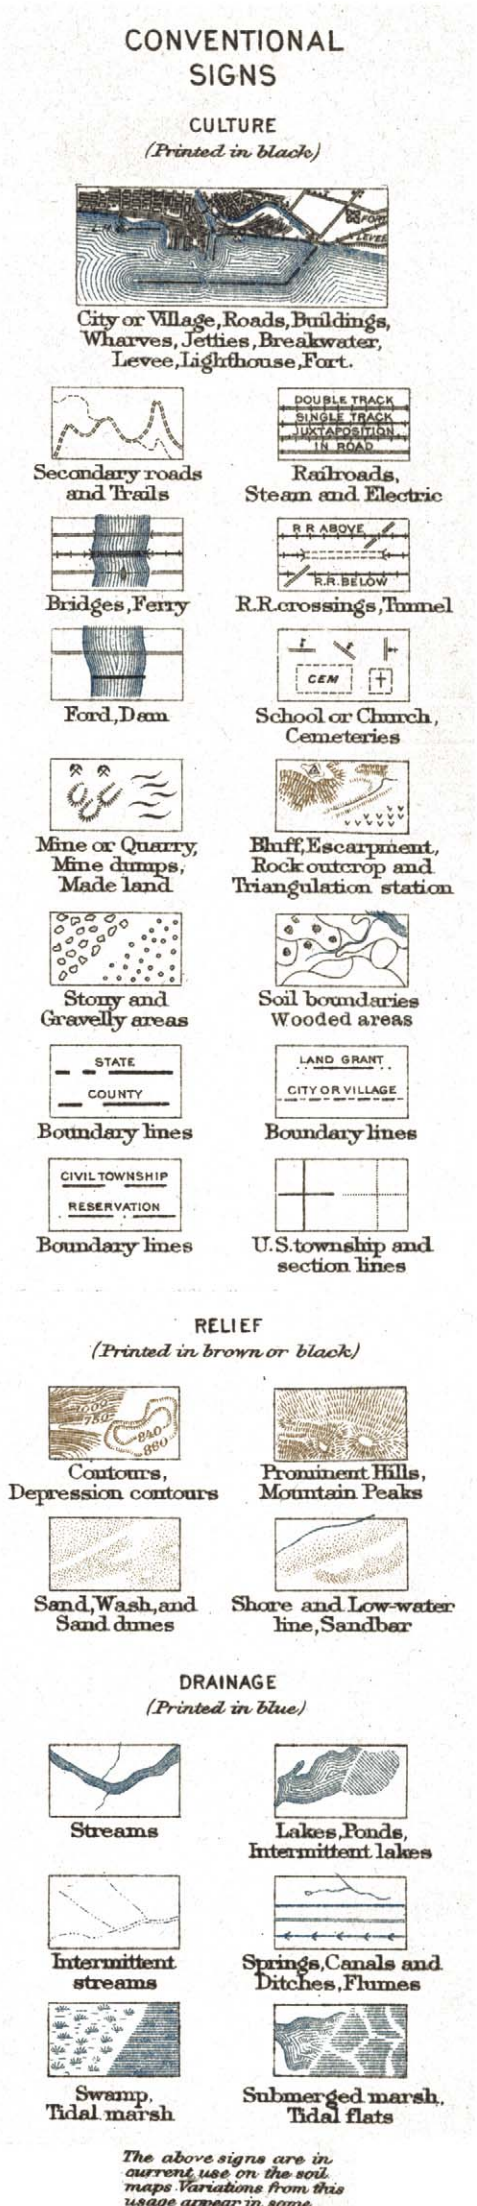 CONVENTIONAL
SIGNS
CULTURE
(Printed in black)
FORT
LEVEE
City or Village, Roads, Buildings,
Wharves, Jetties, Breakwater,
Levee, Lighthouse, Fort.
DOUBLE TRACK
SINGLE TRACK
JUXTAPOSITION
IN ROAD
Secondary roads
and Trails
Railroads,
Steam and Electric
R R ABOVE
R.R. BELOW
Bridges, Ferry
R.R. crossings, Tunnel
CEM
Ford, Dam
School or Church,
Cemeteries
Mine or Quarry,
Mine dumps,
Made land
Bluff, Escarpment,
Rock outcrop and
Triangulation station
Stony and
Gravelly areas
Soil boundaries
Wooded areas
STATE
COUNTY
Boundary lines
LAND GRANT
CITY OR VILLAGE
Boundary lines
CIVIL TOWNSHIP
RESERVATION
Boundary lines
U.S. township and
section lines
RELIEF
(Printed in brown or black)
840
860
Contours,
Depression contours
Prominent Hills,
Mountain Peaks
Sand, Wash, and
Sand dunes
Shore and Low-water
line, Sandbar
DRAINAGE
(Printed in blue)
Streams
Lakes, Ponds,
Intermittent lakes
Intermittent
streams
Springs, Canals and
Ditches, Flumes
Swamp,
Tidal marsh
Submerged marsh,
Tidal flats
The above signs are in
current use on the soil
maps. Variations from this
usage appear in some